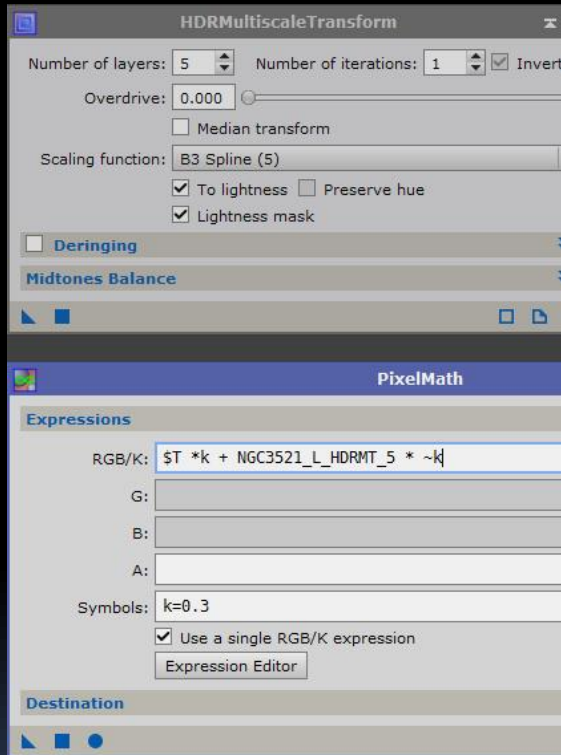 HDRMultiscaleTransform
Number of layers: 5 Number of iterations: 1 Invert
Overdrive: 0.000
Median transform
Scaling function: B3 Spline (5)
To lightness Preserve hue
Lightness mask
Deringing
Midtones Balance
PixelMath
Expressions
RGB/K: $T *k + NGC3521_L_HDRMT_5 * ~k
G:
B:
A:
Symbols: k=0.3
Use a single RGB/K expression
Expression Editor
Destination